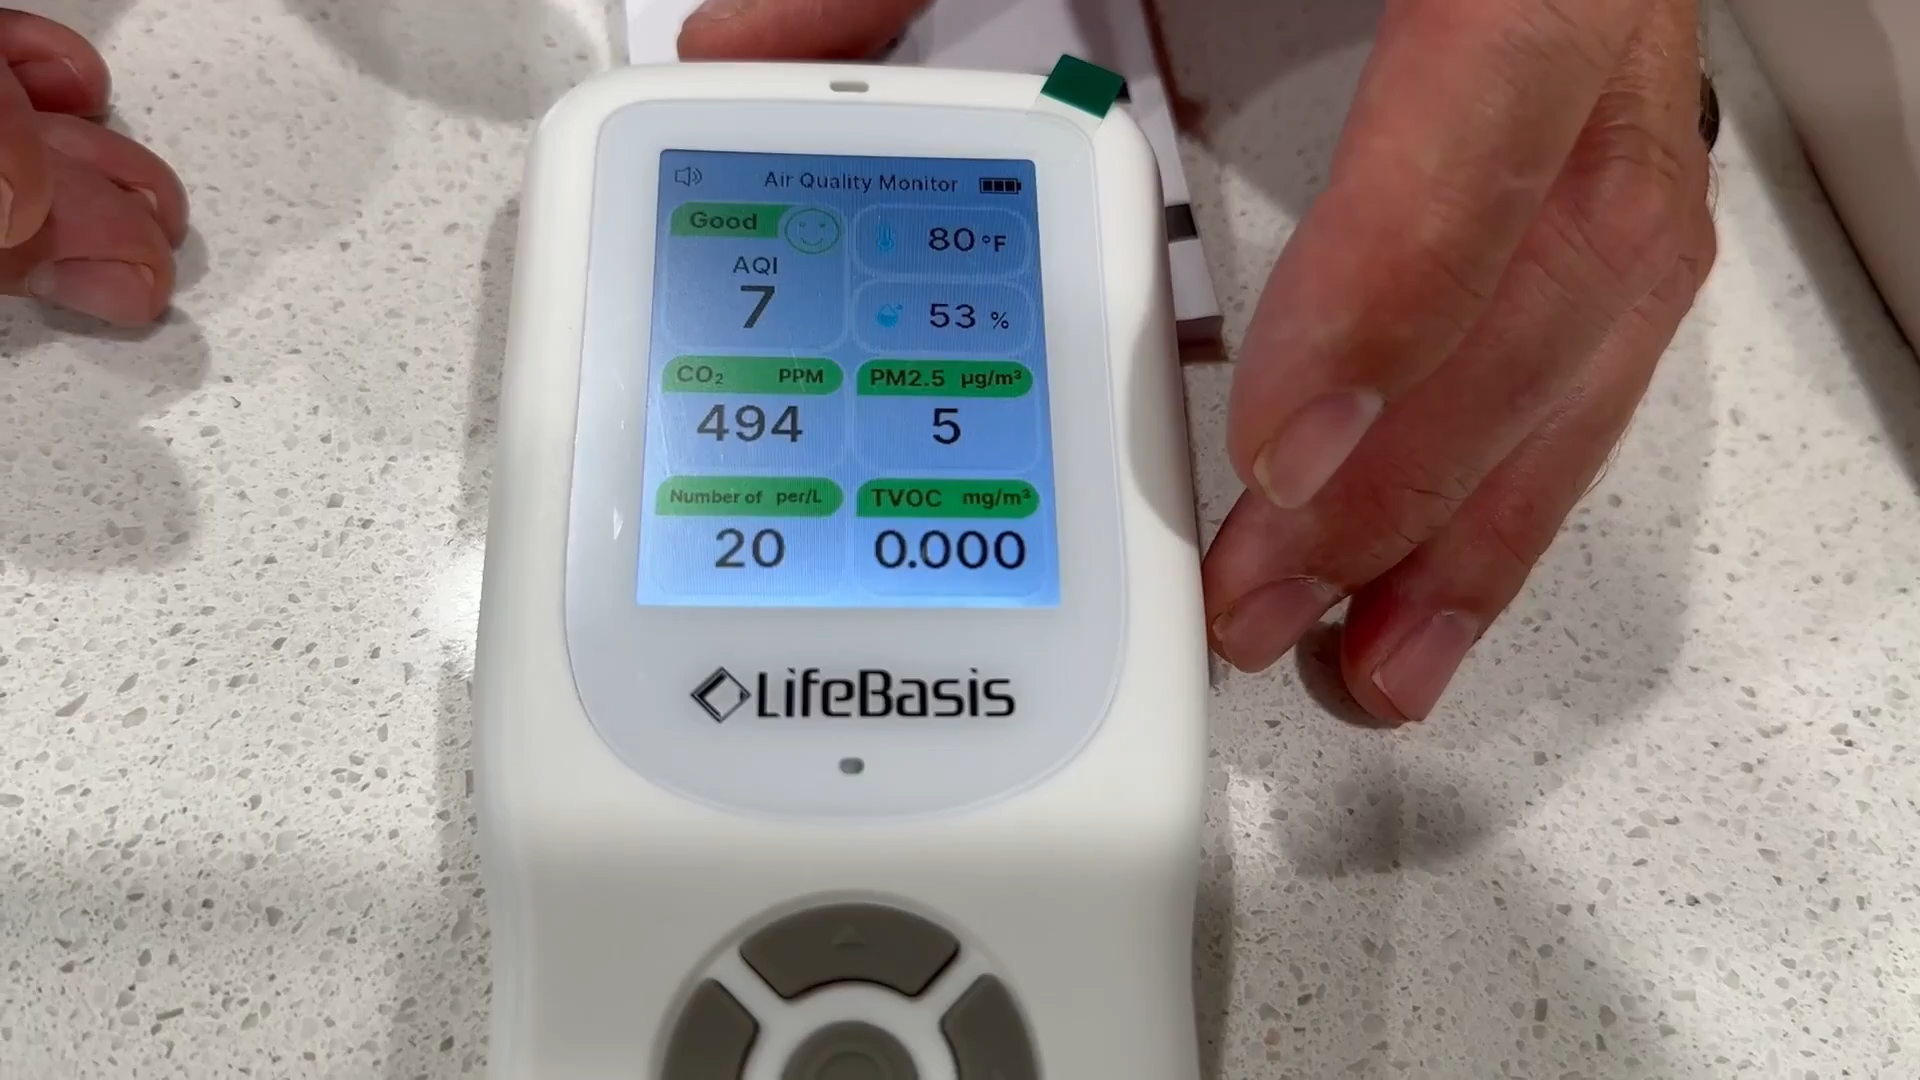 Air Quality Monitor
Good
AQI
7
80 °F
53 %
CO₂ PPM
494
PM2.5 µg/m³
5
Number of per/L
20
TVOC mg/m³
0.000
LifeBasis